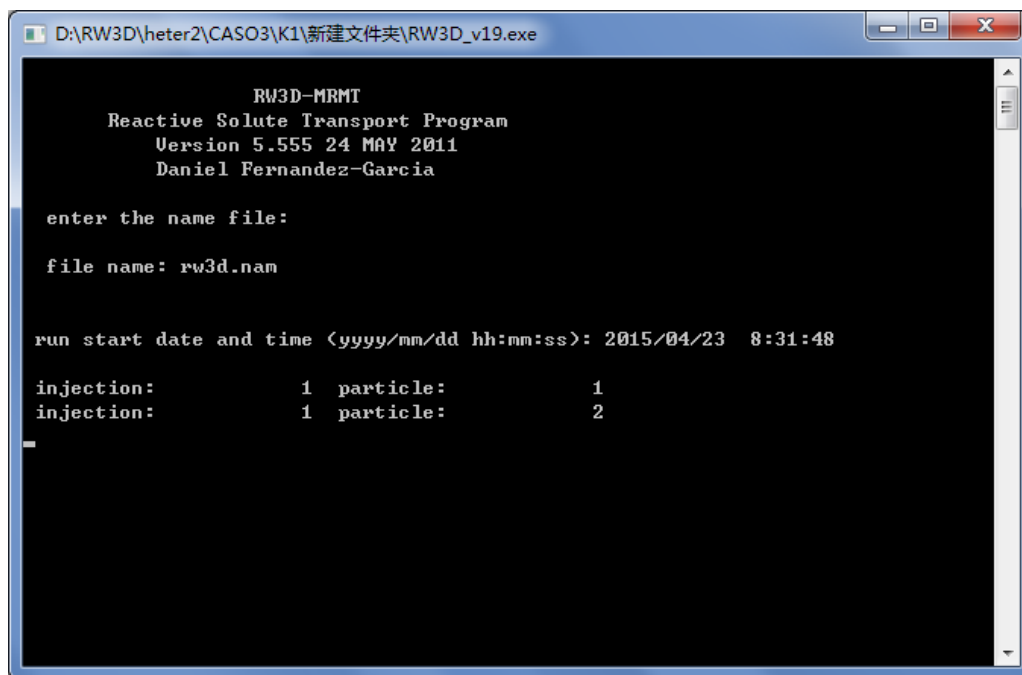 D:\RW3D\heter2\CASO3\K1\新建文件夹\RW3D_v19.exe
RW3D-MRMT
Reactive Solute Transport Program
Version 5.555 24 MAY 2011
Daniel Fernandez-Garcia
enter the name file:
file name: rw3d.nam
run start date and time (yyyy/mm/dd hh:mm:ss): 2015/04/23 8:31:48
injection: 1 particle: 1
injection: 1 particle: 2